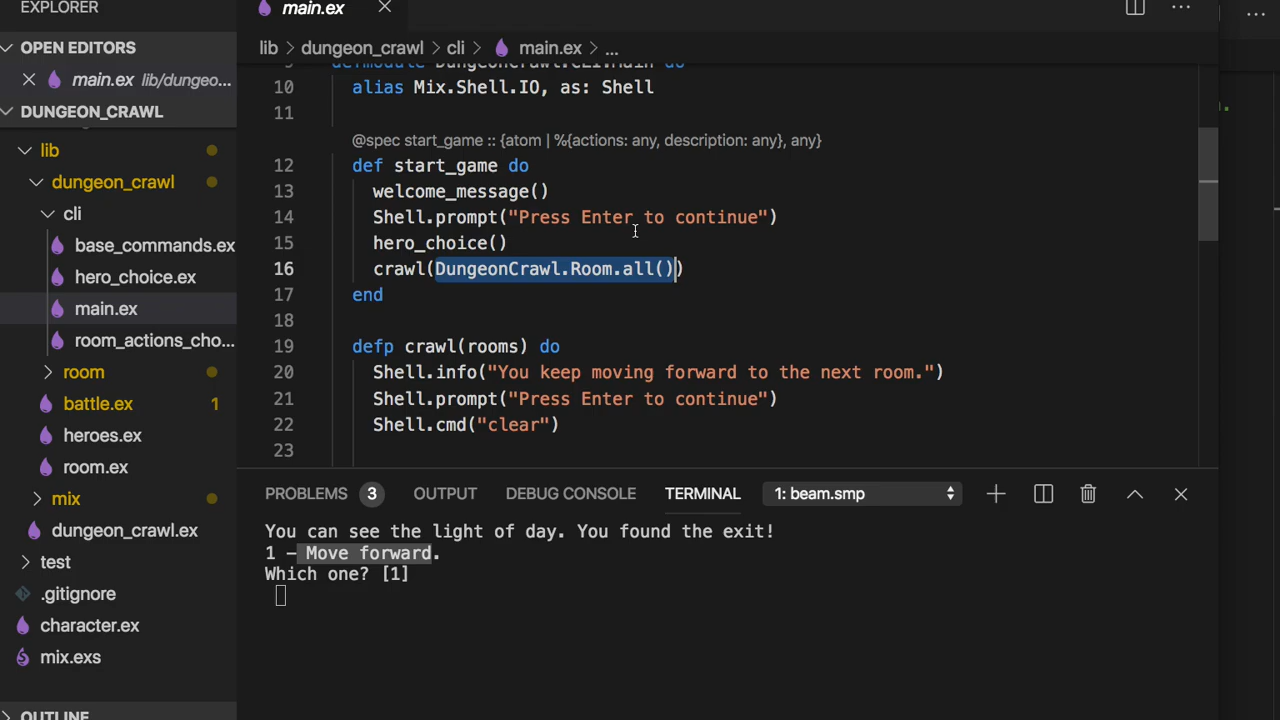 EXPLORER
OPEN EDITORS
main.ex lib/dungeo...
DUNGEON_CRAWL
lib
dungeon_crawl
cli
base_commands.ex
hero_choice.ex
main.ex
room_actions_cho...
room
battle.ex 1
heroes.ex
room.ex
mix
dungeon_crawl.ex
test
.gitignore
character.ex
mix.exs
OUTLINE
main.ex
lib > dungeon_crawl > cli > main.ex > ...
9 defmodule DungeonCrawl.CLI.Main do
10 alias Mix.Shell.IO, as: Shell
11
@spec start_game :: {atom | %{actions: any, description: any}, any}
12 def start_game do
13 welcome_message()
14 Shell.prompt("Press Enter to continue")
15 hero_choice()
16 crawl(DungeonCrawl.Room.all())
17 end
18
19 defp crawl(rooms) do
20 Shell.info("You keep moving forward to the next room.")
21 Shell.prompt("Press Enter to continue")
22 Shell.cmd("clear")
23
PROBLEMS 3 OUTPUT DEBUG CONSOLE TERMINAL 1: beam.smp
You can see the light of day. You found the exit!
1 – Move forward.
Which one? [1]